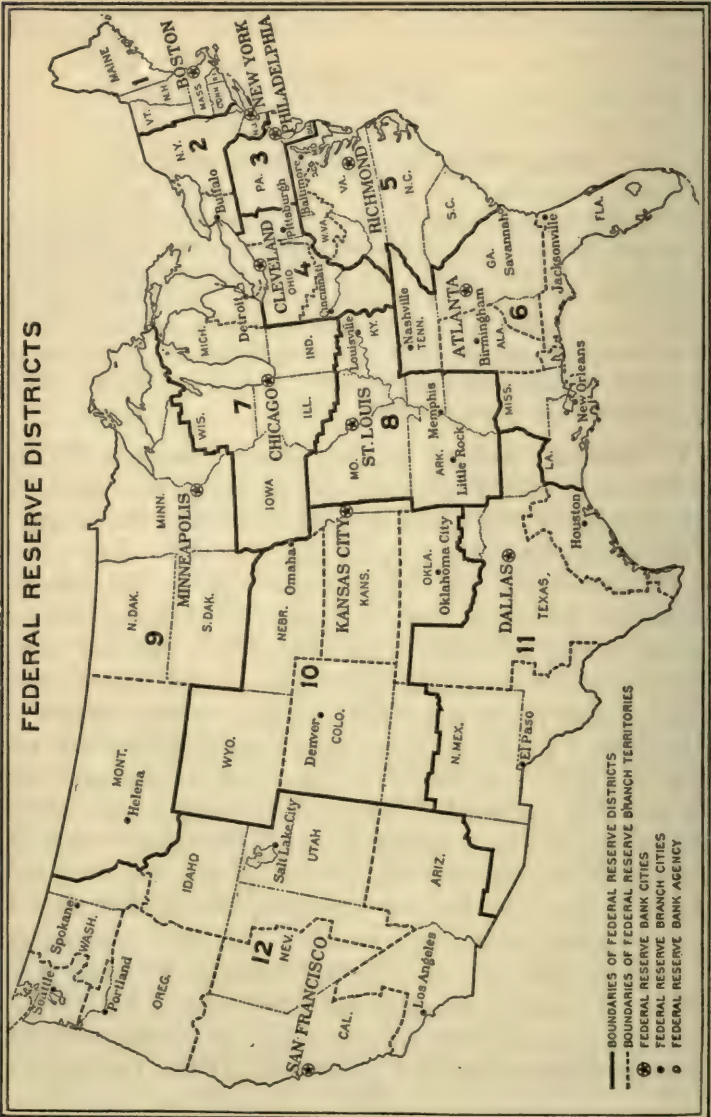 FEDERAL RESERVE DISTRICTS
MAINE
1
VT.
N.H.
BOSTON
MASS
CONN
N.Y.
2
NEW YORK
Buffalo
N.J.
PHILADELPHIA
PA.
3
Pittsburgh
Baltimore
CLEVELAND
OHIO
4
Cincinnati
W.VA.
VA.
RICHMOND
5
N.C.
S.C.
MICH.
Detroit
IND.
Louisville
KY.
Nashville
TENN.
ATLANTA
GA.
Savannah
Birmingham
ALA.
6
Jacksonville
FLA.
WIS.
7
CHICAGO
ILL.
IOWA
MO.
ST. LOUIS
8
Memphis
ARK.
Little Rock
MISS.
LA.
New Orleans
MINN.
MINNEAPOLIS
N. DAK.
9
S. DAK.
NEBR.
Omaha
KANSAS CITY
KANS.
OKLA.
Oklahoma City
DALLAS
TEXAS
11
Houston
El Paso
MONT.
Helena
WYO.
10
Denver
COLO.
N. MEX.
IDAHO
Salt Lake City
UTAH
ARIZ.
Spokane
WASH.
Seattle
Portland
OREG.
12
NEV.
SAN FRANCISCO
CAL.
Los Angeles
BOUNDARIES OF FEDERAL RESERVE DISTRICTS
BOUNDARIES OF FEDERAL RESERVE BRANCH TERRITORIES
FEDERAL RESERVE BANK CITIES
FEDERAL RESERVE BRANCH CITIES
FEDERAL RESERVE BANK AGENCY